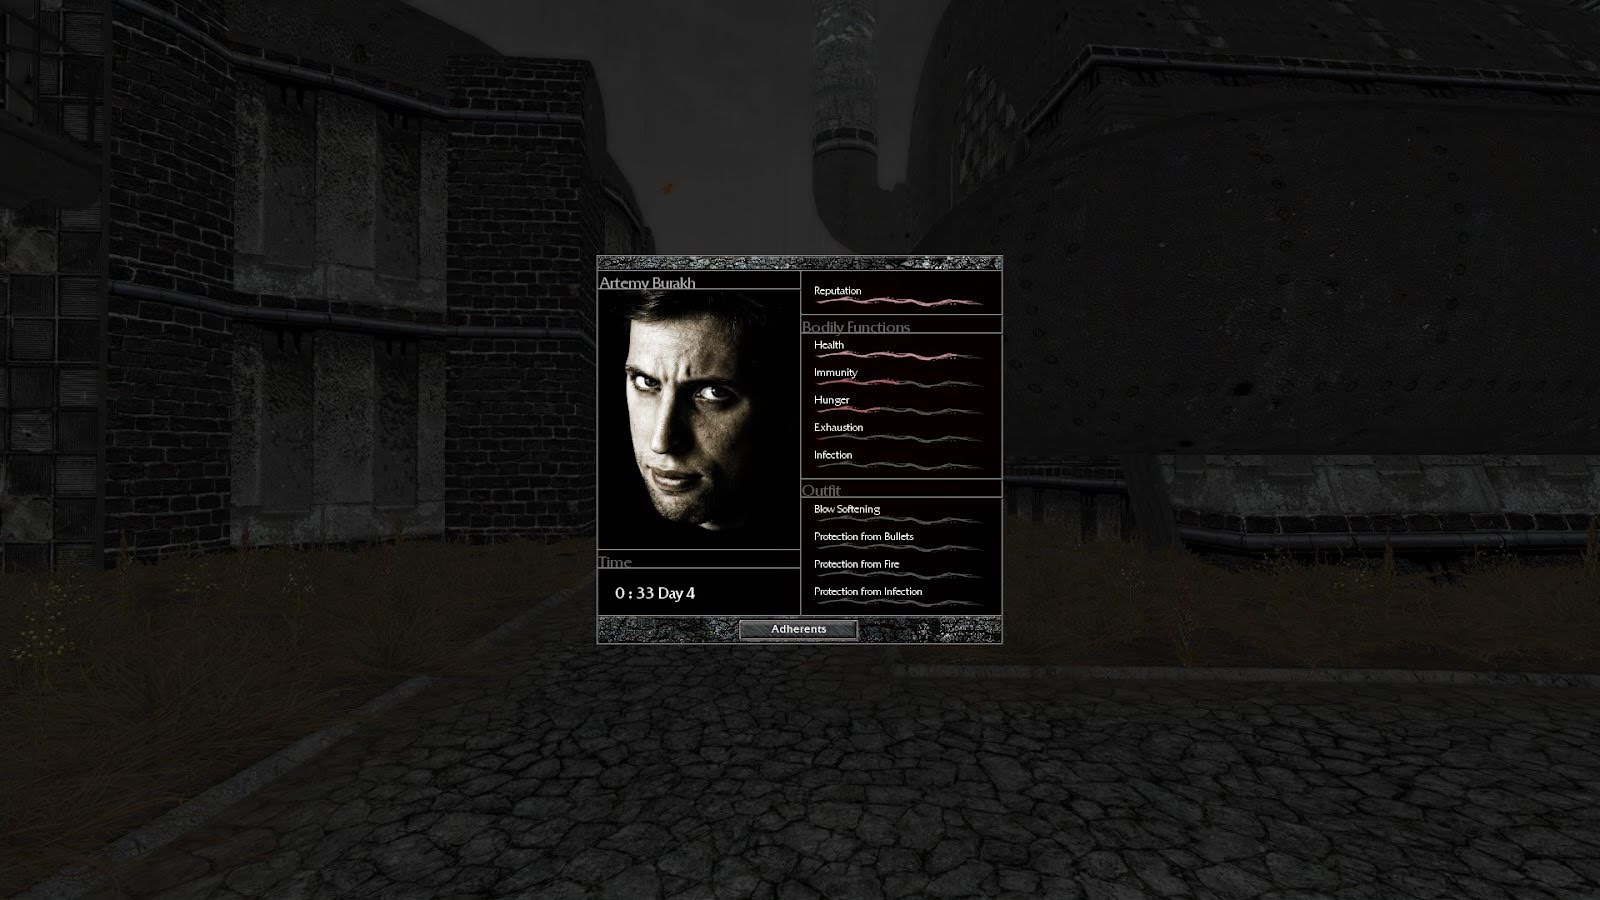 Artemy Burakh
Time
0 : 33 Day 4
Reputation
Bodily Functions
Health
Immunity
Hunger
Exhaustion
Infection
Outfit
Blow Softening
Protection from Bullets
Protection from Fire
Protection from Infection
Adherents